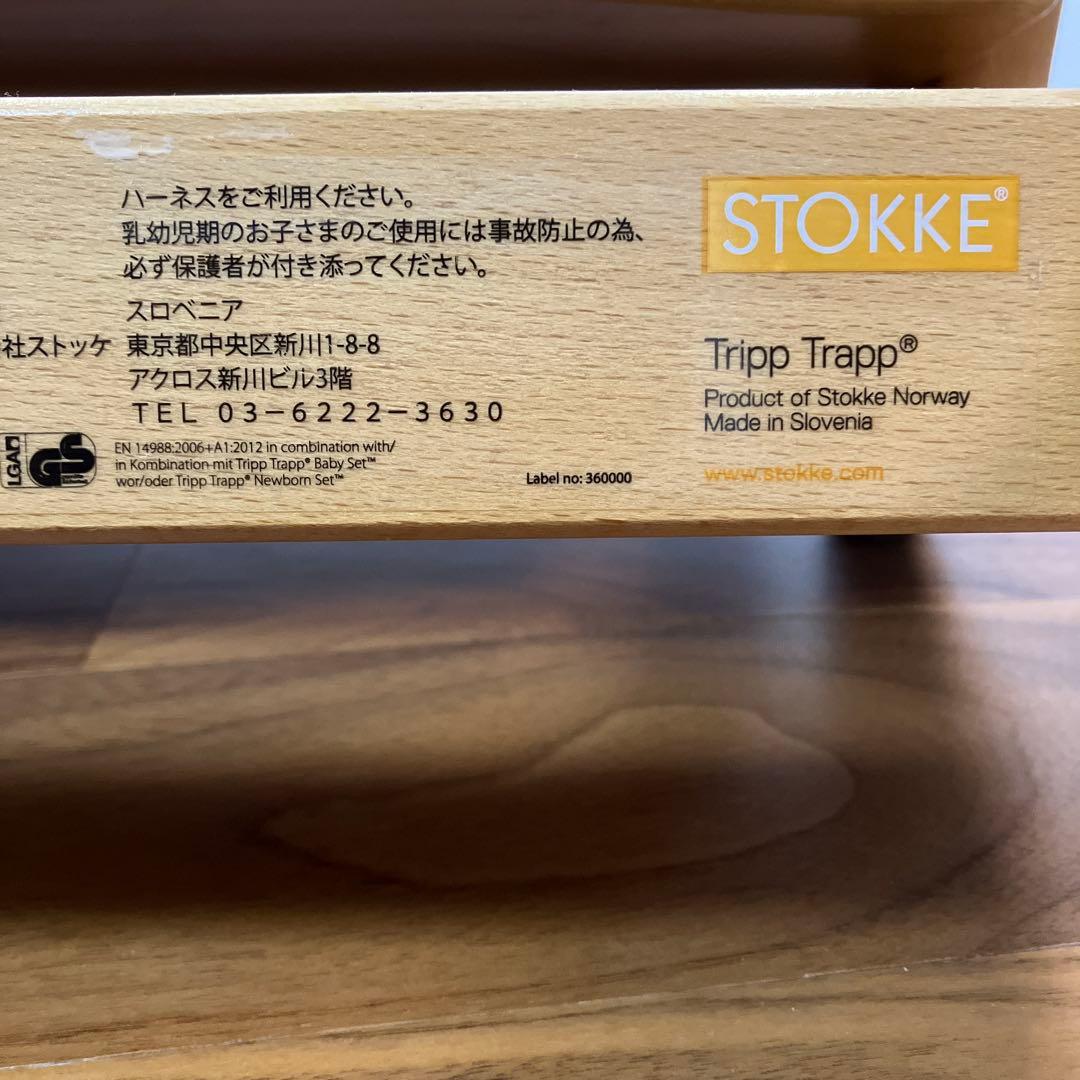 ハーネスをご利用ください。
乳幼児期のお子さまのご使用には事故防止の為、
必ず保護者が付き添ってください。
スロベニア
社ストッケ 東京都中央区新川1-8-8
アクロス新川ビル3階
TEL 03-6222-3630
LGA
GS
EN 14988:2006+A1:2012 in combination with/
in Kombination mit Tripp Trapp® Baby Set™
wor/oder Tripp Trapp® Newborn Set™
Label no: 360000
STOKKE®
Tripp Trapp®
Product of Stokke Norway
Made in Slovenia
www.stokke.com